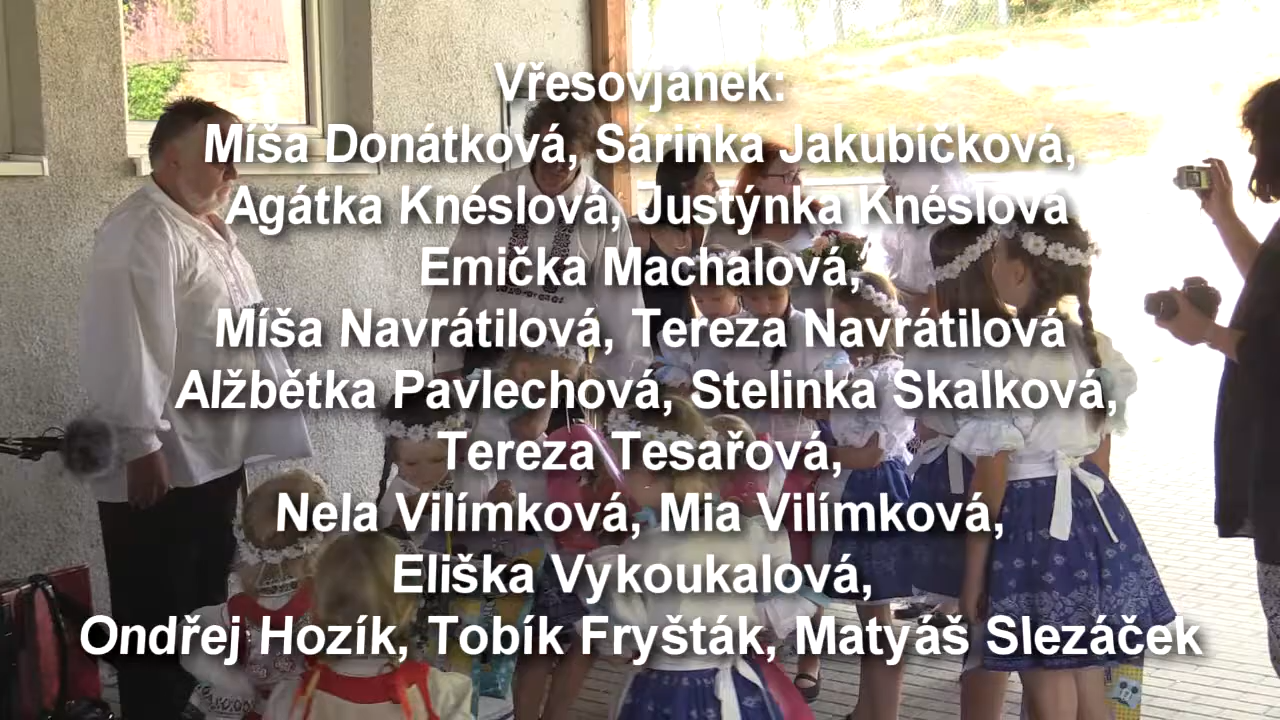 Vřesovjánek:
Míša Donátková, Sárinka Jakubíčková,
Agátka Knéslová, Justýnka Knéslová
Emička Machalová,
Míša Navrátilová, Tereza Navrátilová
Alžbětka Pavlechová, Stelinka Skalková,
Tereza Tesařová,
Nela Vilímková, Mia Vilímková,
Eliška Vykoukalová,
Ondřej Hozík, Tobík Fryšták, Matyáš Slezáček